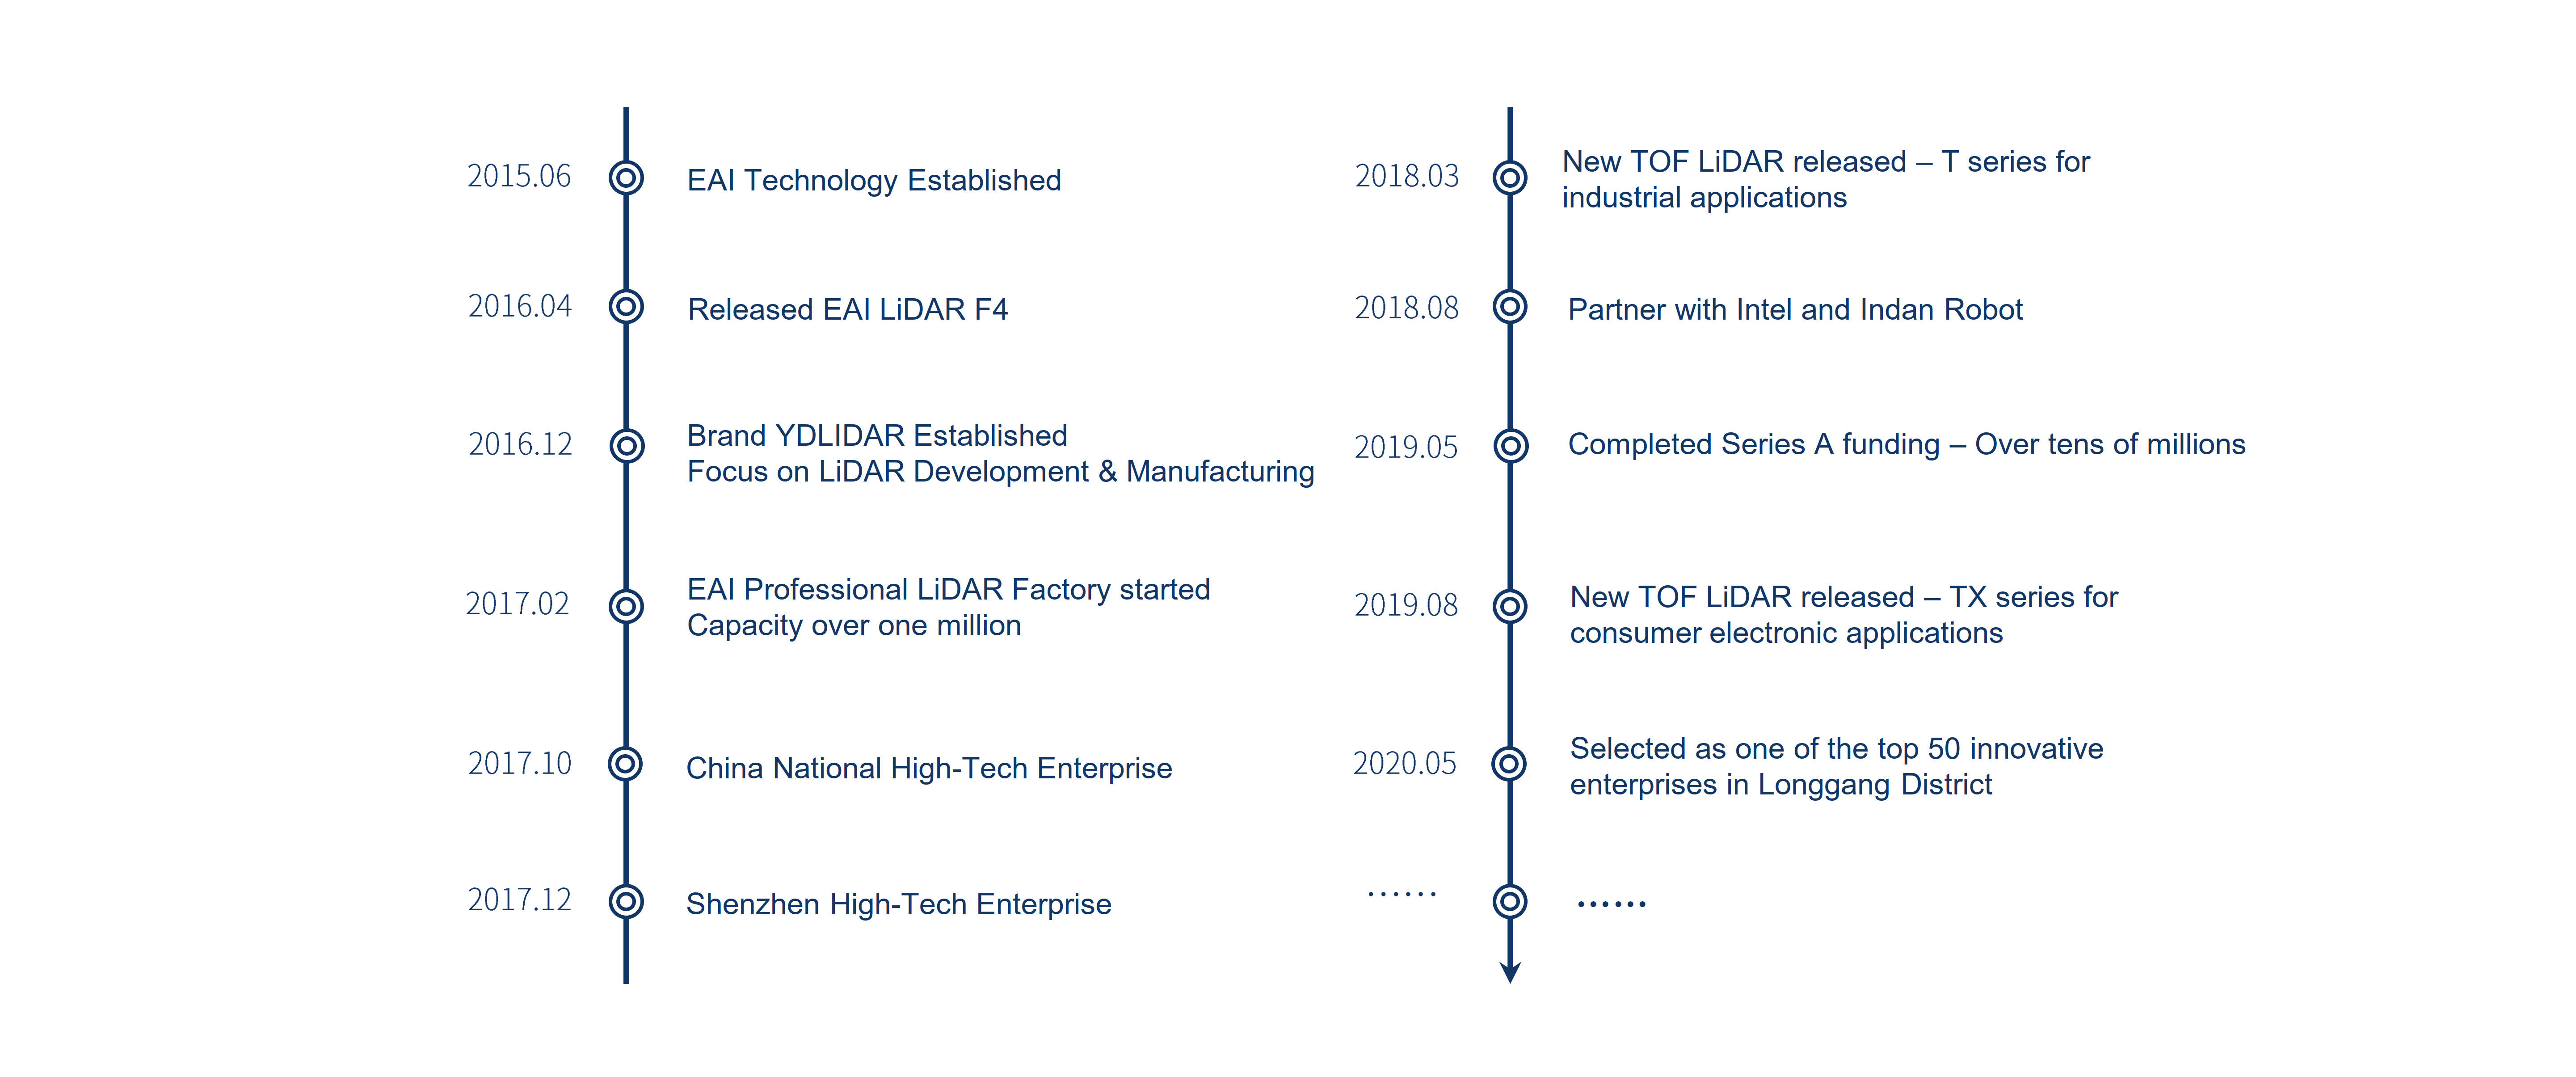 2015.06
EAI Technology Established
2016.04
Released EAI LiDAR F4
2016.12
Brand YDLIDAR Established
Focus on LiDAR Development & Manufacturing
2017.02
EAI Professional LiDAR Factory started
Capacity over one million
2017.10
China National High-Tech Enterprise
2017.12
Shenzhen High-Tech Enterprise
2018.03
New TOF LiDAR released – T series for
industrial applications
2018.08
Partner with Intel and Indan Robot
2019.05
Completed Series A funding – Over tens of millions
2019.08
New TOF LiDAR released – TX series for
consumer electronic applications
2020.05
Selected as one of the top 50 innovative
enterprises in Longgang District
······
······